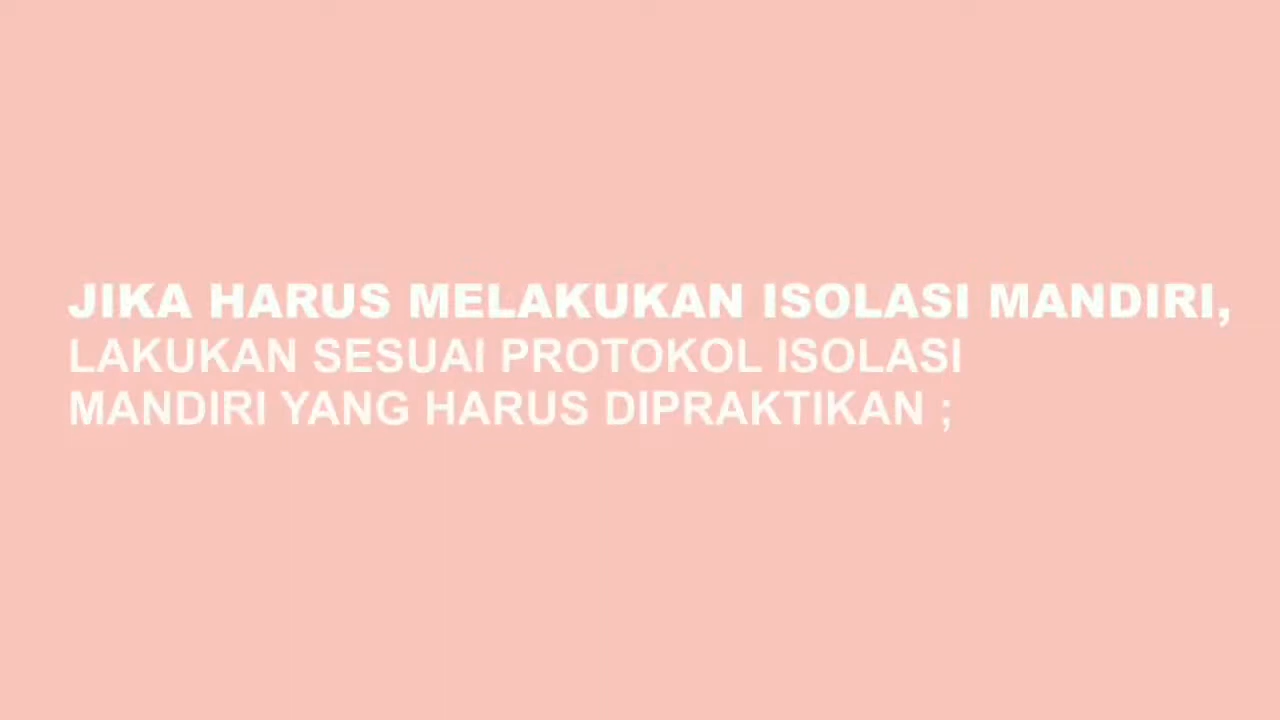 JIKA HARUS MELAKUKAN ISOLASI MANDIRI,
LAKUKAN SESUAI PROTOKOL ISOLASI
MANDIRI YANG HARUS DIPRAKTIKAN ;